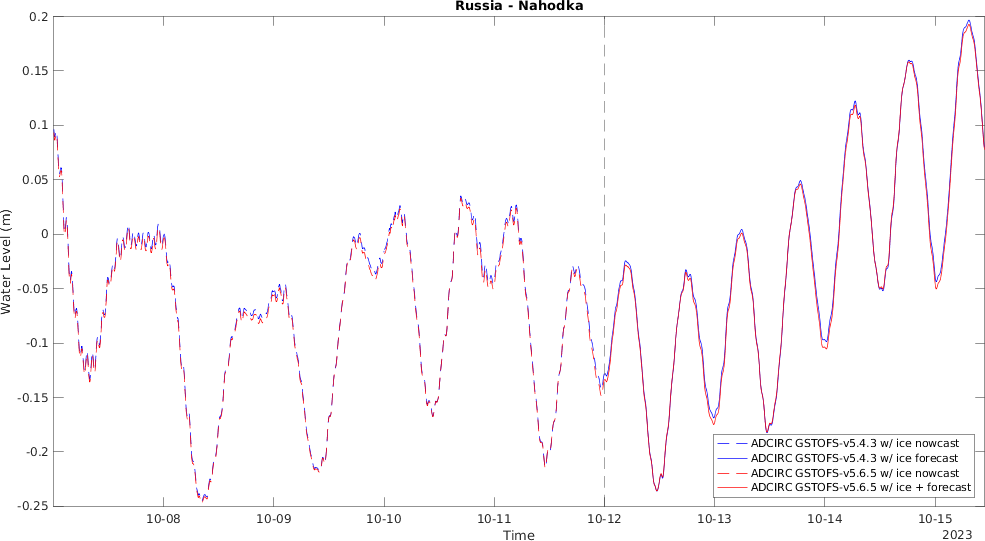 Russia - Nahodka
Water Level (m)
0.2
0.15
0.1
0.05
0
-0.05
-0.1
-0.15
-0.2
-0.25
10-08
10-09
10-10
10-11
10-12
10-13
10-14
10-15
Time
2023
ADCIRC GSTOFS-v5.4.3 w/ ice nowcast
ADCIRC GSTOFS-v5.4.3 w/ ice forecast
ADCIRC GSTOFS-v5.6.5 w/ ice nowcast
ADCIRC GSTOFS-v5.6.5 w/ ice + forecast